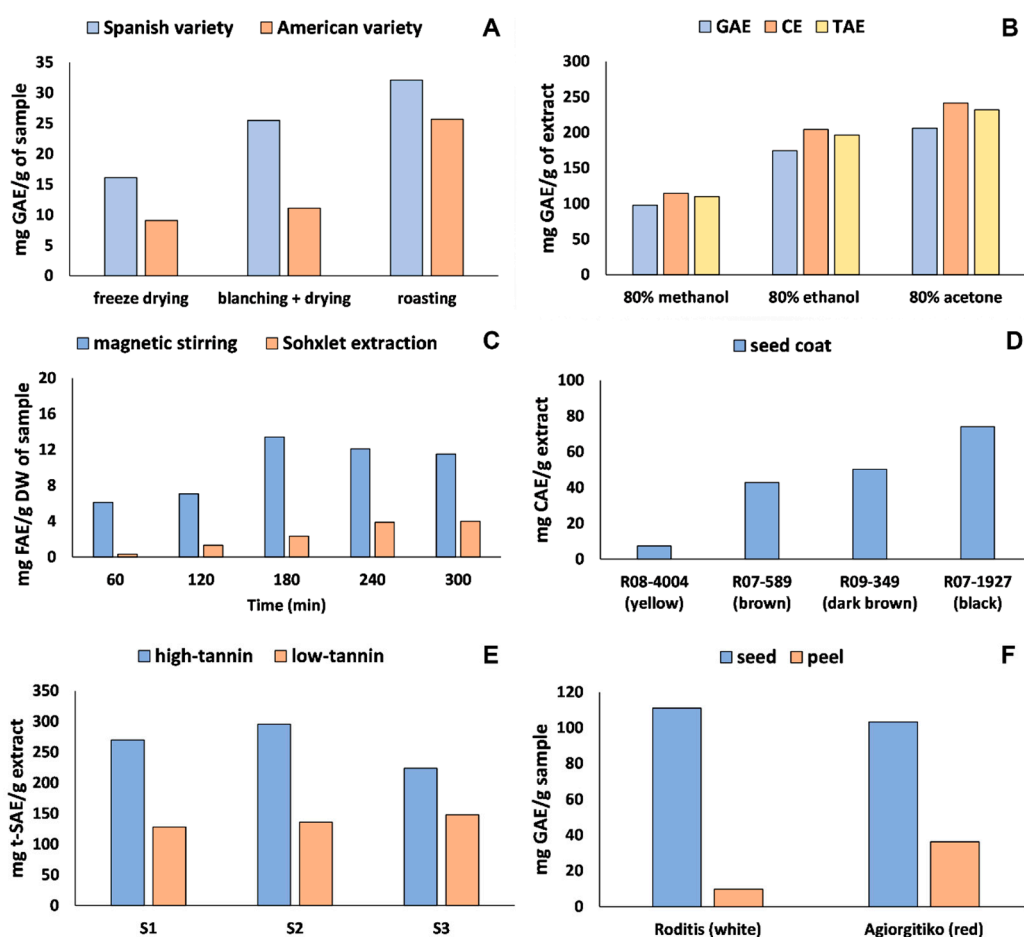 Spanish variety American variety A
mg GAE/g of sample
35
30
25
20
15
10
5
0
freeze drying blanching + drying roasting
GAE CE TAE B
mg GAE/g of extract
300
250
200
150
100
50
0
80% methanol 80% ethanol 80% acetone
magnetic stirring Sohxlet extraction C
mg FAE/g DW of sample
20
16
12
8
4
0
60 120 180 240 300
Time (min)
seed coat D
mg CAE/g extract
100
80
60
40
20
0
R08-4004 R07-589 R09-349 R07-1927
(yellow) (brown) (dark brown) (black)
high-tannin low-tannin E
mg t-SAE/g extract
350
300
250
200
150
100
50
0
S1 S2 S3
seed peel F
mg GAE/g sample
120
100
80
60
40
20
0
Roditis (white) Agiorgitiko (red)